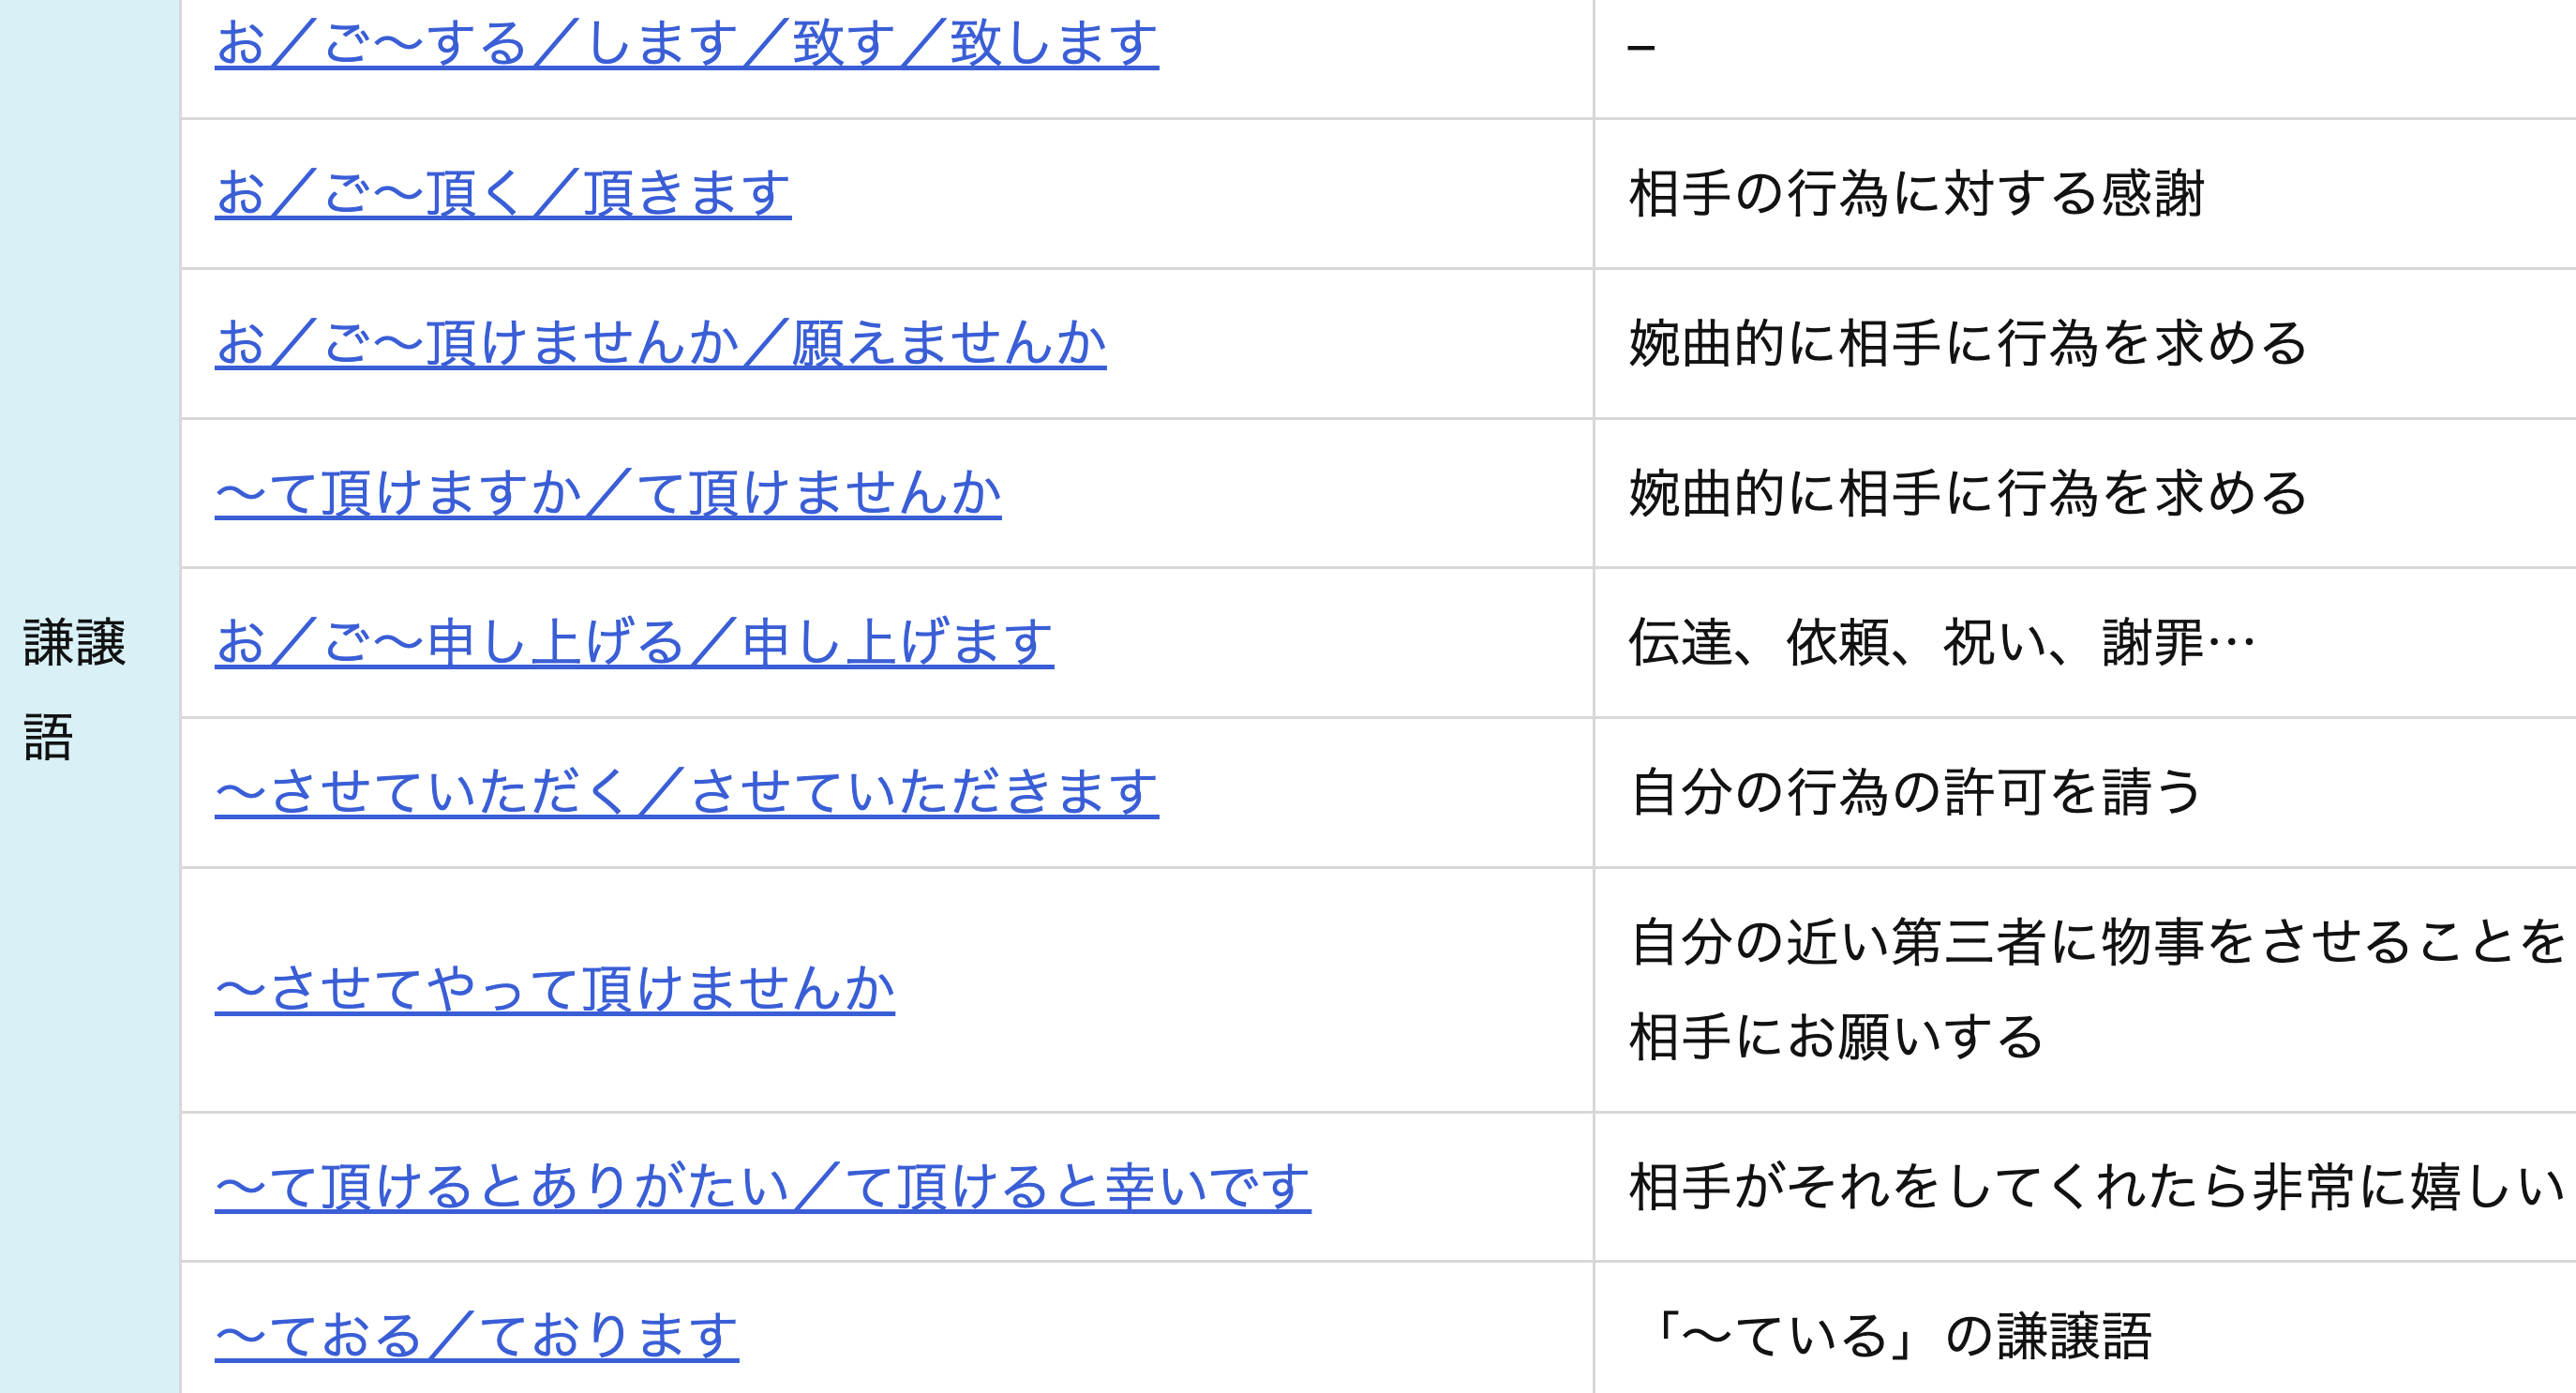 お／ご〜する／します／致す／致します
–
お／ご〜頂く／頂きます
相手の行為に対する感謝
お／ご〜頂けませんか／願えませんか
婉曲的に相手に行為を求める
〜て頂けますか／て頂けませんか
婉曲的に相手に行為を求める
謙譲
語
お／ご〜申し上げる／申し上げます
伝達、依頼、祝い、謝罪…
〜させていただく／させていただきます
自分の行為の許可を請う
〜させてやって頂けませんか
自分の近い第三者に物事をさせることを
相手にお願いする
〜て頂けるとありがたい／て頂けると幸いです
相手がそれをしてくれたら非常に嬉しい
〜ておる／ております
「〜ている」の謙譲語